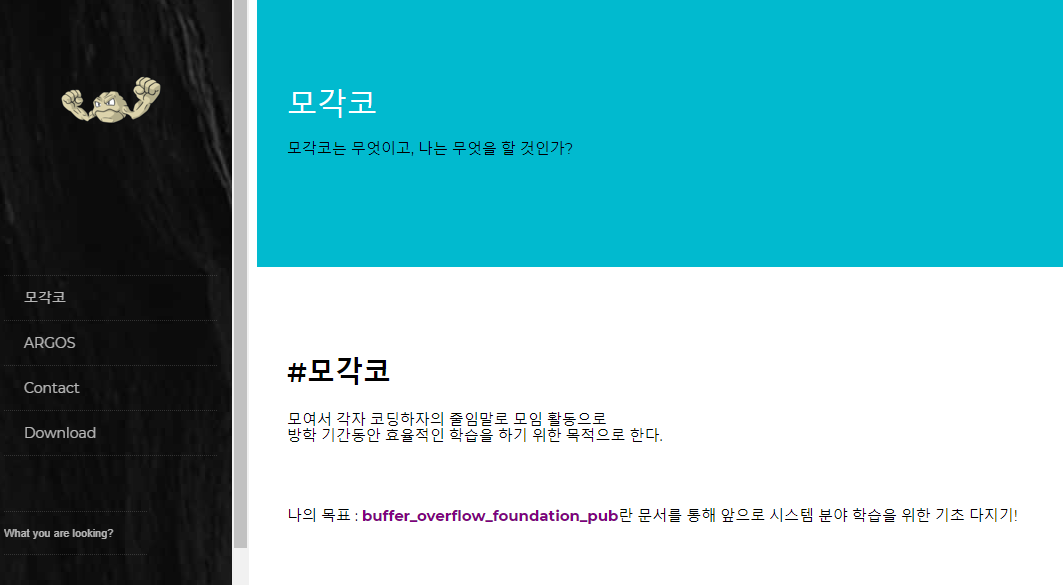 모각코
ARGOS
Contact
Download
What you are looking?
모각코
모각코는 무엇이고, 나는 무엇을 할 것인가?
#모각코
모여서 각자 코딩하자의 줄임말로 모임 활동으로
방학 기간동안 효율적인 학습을 하기 위한 목적으로 한다.
나의 목표 : buffer_overflow_foundation_pub란 문서를 통해 앞으로 시스템 분야 학습을 위한 기초 다지기!